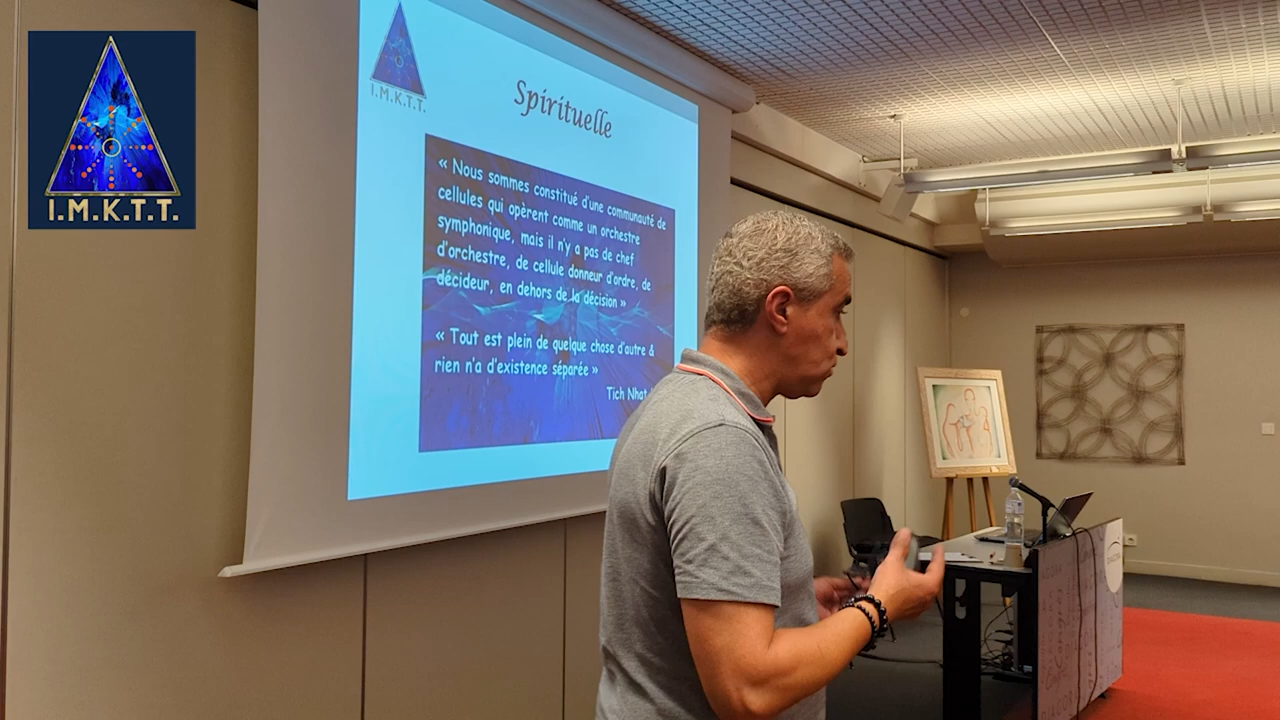 I.M.K.T.T.
I.M.K.T.T.
Spirituelle
« Nous sommes constitué d'une communauté de
cellules qui opèrent comme un orchestre
symphonique, mais il n'y a pas de chef
d'orchestre, de cellule donneur d'ordre, de
décideur, en dehors de la décision »
« Tout est plein de quelque chose d'autre &
rien n'a d'existence séparée »
Tich Nhat